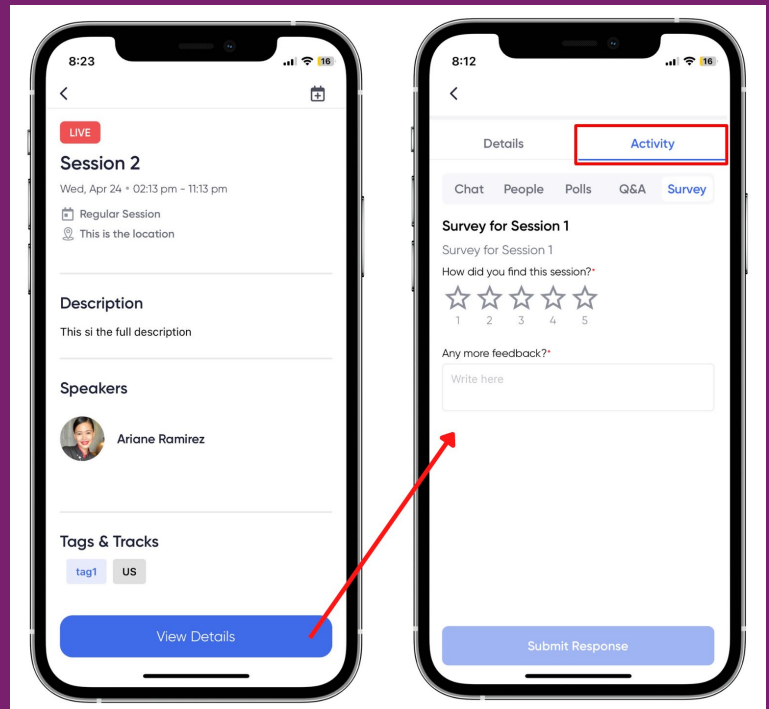 8:23
16
LIVE
Session 2
Wed, Apr 24 • 02:13 pm - 11:13 pm
Regular Session
This is the location
Description
This si the full description
Speakers
Ariane Ramirez
Tags & Tracks
tag1 US
View Details
8:12
16
Details Activity
Chat People Polls Q&A Survey
Survey for Session 1
Survey for Session 1
How did you find this session?*
1 2 3 4 5
Any more feedback?*
Write here
Submit Response